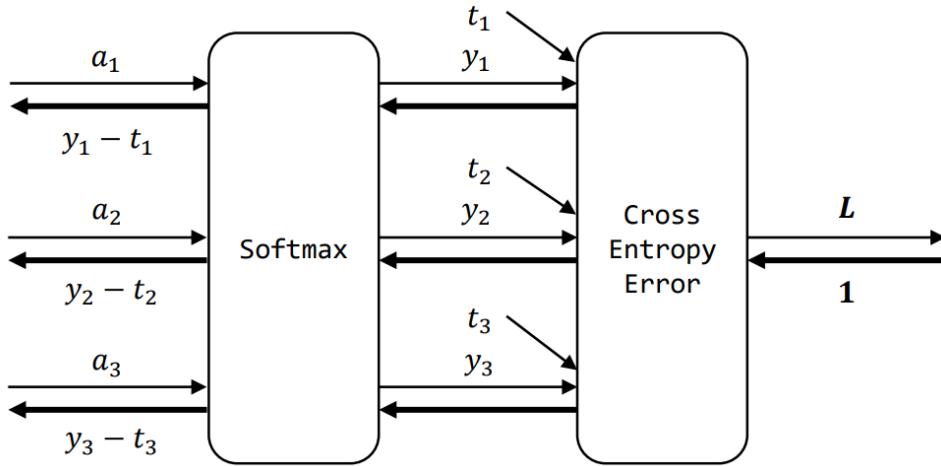 a₁
y₁ − t₁
a₂
y₂ − t₂
a₃
y₃ − t₃
Softmax
t₁
y₁
t₂
y₂
t₃
y₃
Cross
Entropy
Error
L
1